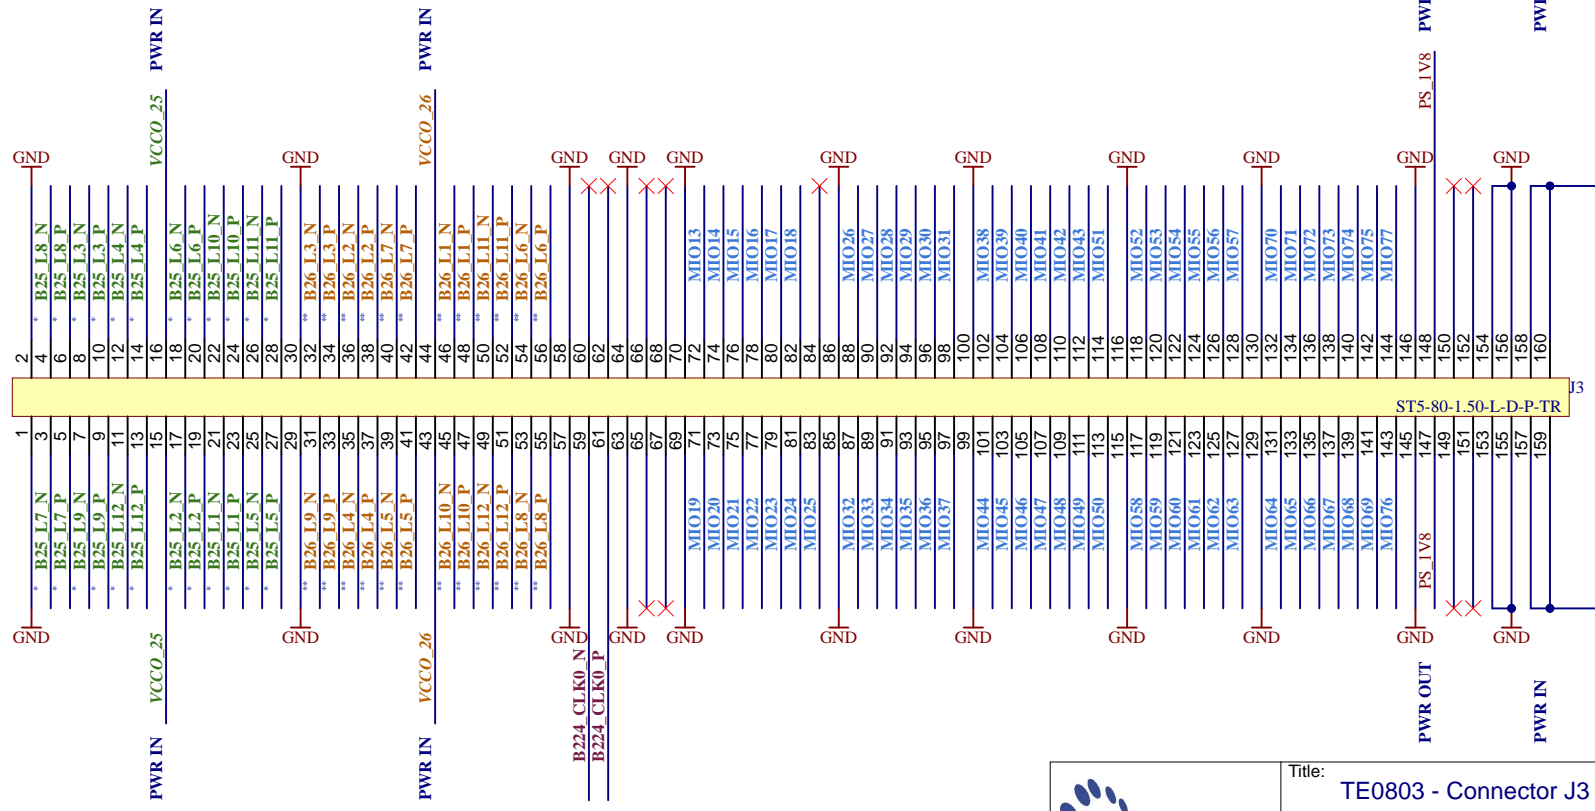 PWR IN
PWR IN
VCCO_25
VCCO_26
PS_1V8
GND
GND
GND
GND
GND
GND
GND
GND
GND
GND
GND
B25_L8_N
B25_L8_P
B25_L3_N
B25_L3_P
B25_L4_N
B25_L4_P
B25_L6_N
B25_L6_P
B25_L10_N
B25_L10_P
B25_L11_N
B25_L11_P
B26_L3_N
B26_L3_P
B26_L2_N
B26_L2_P
B26_L7_N
B26_L7_P
B26_L1_N
B26_L1_P
B26_L11_N
B26_L11_P
B26_L6_N
B26_L6_P
MIO13
MIO14
MIO15
MIO16
MIO17
MIO18
MIO26
MIO27
MIO28
MIO29
MIO30
MIO31
MIO38
MIO39
MIO40
MIO41
MIO42
MIO43
MIO51
MIO52
MIO53
MIO54
MIO55
MIO56
MIO57
MIO70
MIO71
MIO72
MIO73
MIO74
MIO75
MIO77
* * * * * * * * * * * * ** ** ** ** ** ** ** ** ** ** ** **
2 4 6 8 10 12 14 16 18 20 22 24 26 28 30 32 34 36 38 40 42 44 46 48 50 52 54 56 58 60 62 64 66 68 70 72 74 76 78 80 82 84 86 88 90 92 94 96 98 100 102 104 106 108 110 112 114 116 118 120 122 124 126 128 130 132 134 136 138 140 142 144 146 148 150 152 154 156 158 160
J3
ST5-80-1.50-L-D-P-TR
1 3 5 7 9 11 13 15 17 19 21 23 25 27 29 31 33 35 37 39 41 43 45 47 49 51 53 55 57 59 61 63 65 67 69 71 73 75 77 79 81 83 85 87 89 91 93 95 97 99 101 103 105 107 109 111 113 115 117 119 121 123 125 127 129 131 133 135 137 139 141 143 145 147 149 151 153 155 157 159
B25_L7_N
B25_L7_P
B25_L9_N
B25_L9_P
B25_L12_N
B25_L12_P
B25_L2_N
B25_L2_P
B25_L1_N
B25_L1_P
B25_L5_N
B25_L5_P
B26_L9_N
B26_L9_P
B26_L4_N
B26_L4_P
B26_L5_N
B26_L5_P
B26_L10_N
B26_L10_P
B26_L12_N
B26_L12_P
B26_L8_N
B26_L8_P
MIO19
MIO20
MIO21
MIO22
MIO23
MIO24
MIO25
MIO32
MIO33
MIO34
MIO35
MIO36
MIO37
MIO44
MIO45
MIO46
MIO47
MIO48
MIO49
MIO50
MIO58
MIO59
MIO60
MIO61
MIO62
MIO63
MIO64
MIO65
MIO66
MIO67
MIO68
MIO69
MIO76
PS_1V8
* * * * * * * * * * * * ** ** ** ** ** ** ** ** ** ** ** **
GND
GND
GND
GND
GND
GND
GND
GND
GND
GND
GND
VCCO_25
VCCO_26
B224_CLK0_N
B224_CLK0_P
PWR IN
PWR IN
PWR OUT
PWR IN
Title:
TE0803 - Connector J3